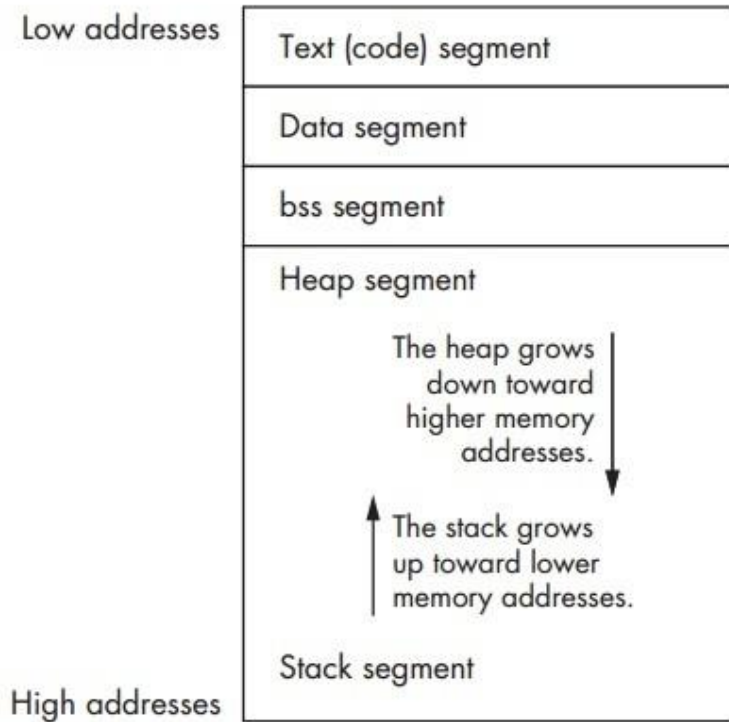 Low addresses
Text (code) segment
Data segment
bss segment
Heap segment
The heap grows
down toward
higher memory
addresses.
The stack grows
up toward lower
memory addresses.
Stack segment
High addresses